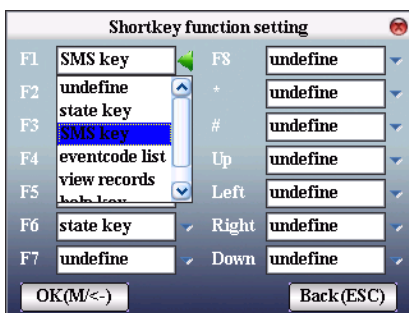 Shortkey function setting
F1 SMS key F8 undefine
F2 undefine * undefine
state key
F3 SMS key # undefine
F4 eventcode list Up undefine
view records
F5 help key Left undefine
F6 state key Right undefine
F7 undefine Down undefine
OK(M/<-) Back(ESC)